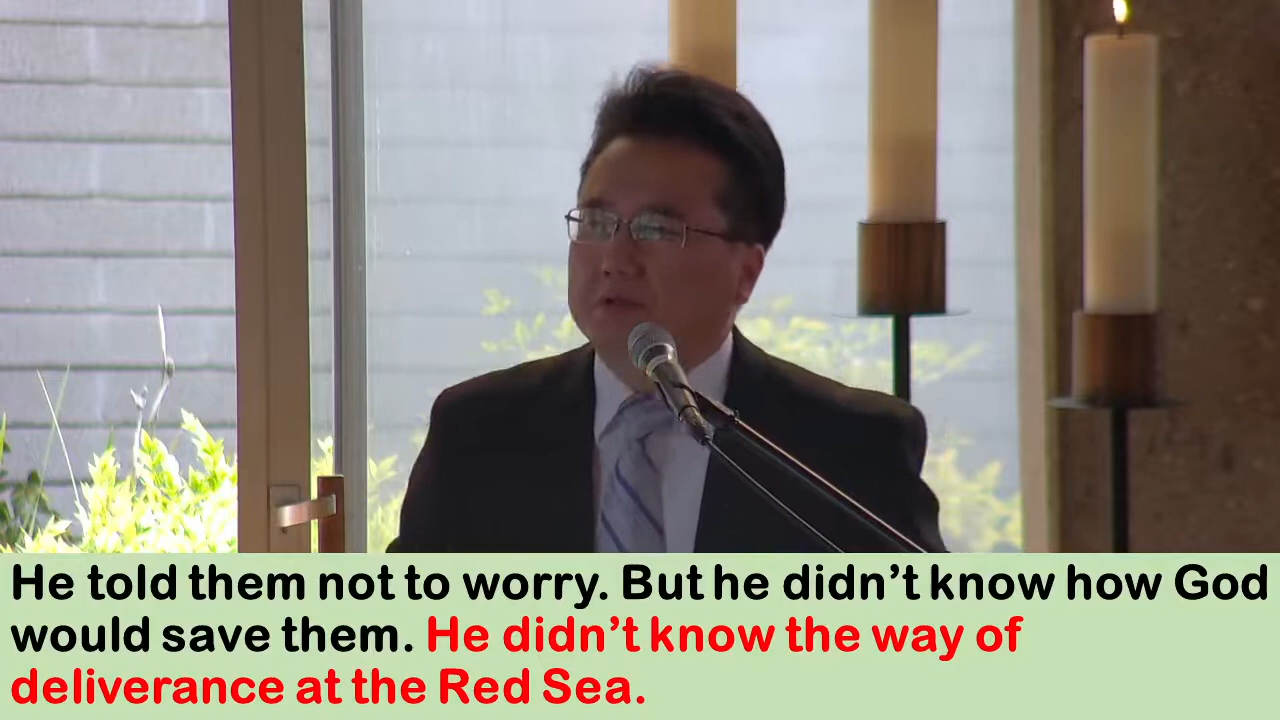 He told them not to worry. But he didn’t know how God
would save them. He didn’t know the way of
deliverance at the Red Sea.